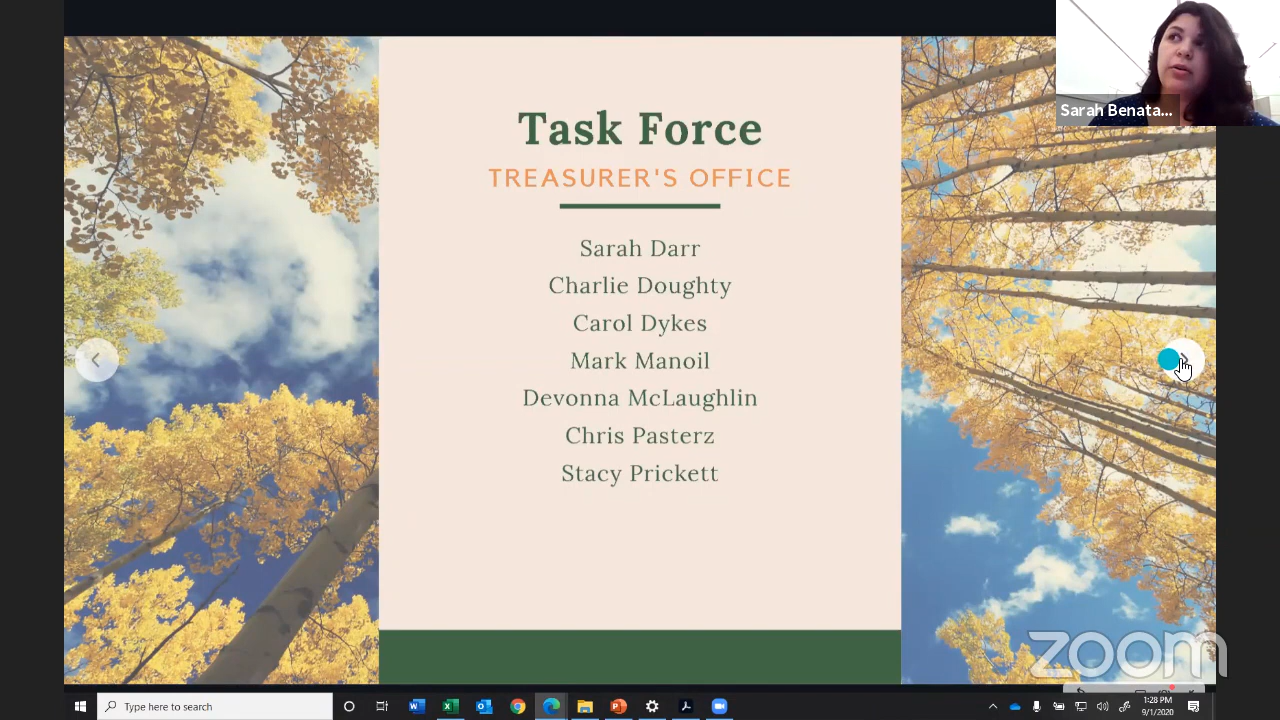 Sarah Benata...
Task Force
TREASURER'S OFFICE
Sarah Darr
Charlie Doughty
Carol Dykes
Mark Manoil
Devonna McLaughlin
Chris Pasterz
Stacy Prickett
zoom
Type here to search
1:28 PM
9/1/2020